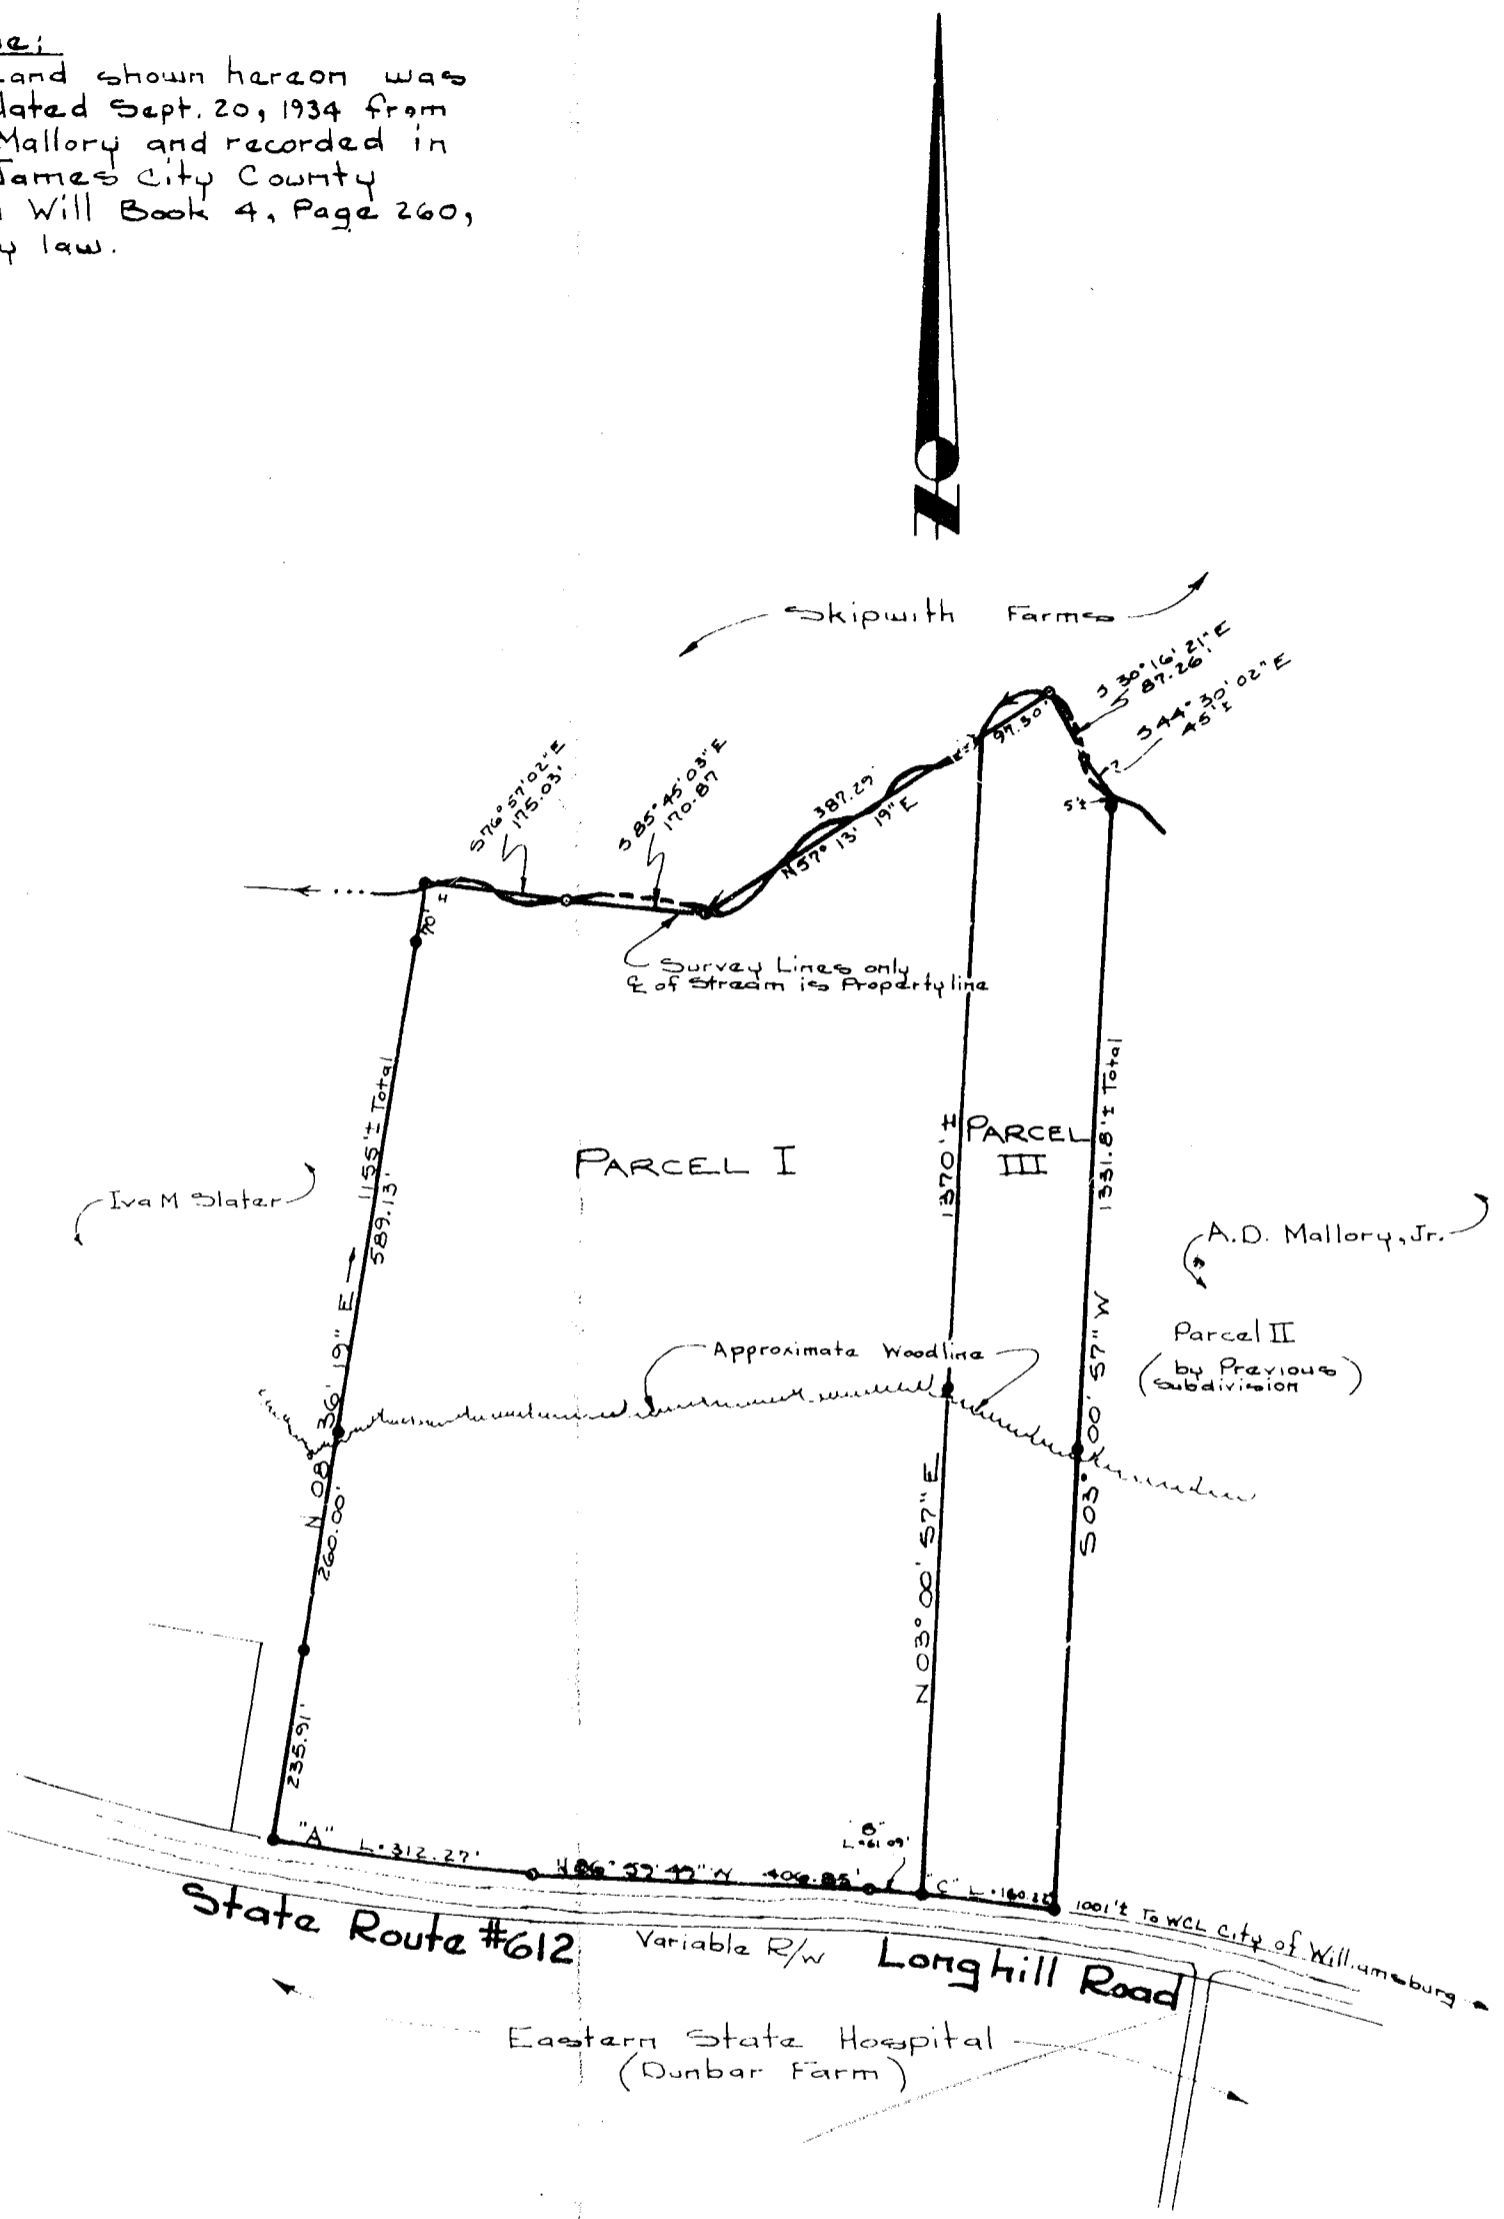 and shown hereon was
dated Sept. 20, 1934 from
Mallory and recorded in
James City County
Will Book 4, Page 260,
law.
N
Skipwith Farms
S 30° 16' 21" E
87.26'
S 44° 30' 02" E
45'±
97.30'
5'±
S 76° 57' 02" E
175.03'
S 85° 45' 03" E
170.87
387.29'
N 57° 13' 19" E
70'±
Survey Lines only
℄ of Stream is Property line
1155'± Total
589.13'
PARCEL I
1370'±
PARCEL
III
1331.8'± Total
Iva M Slater
A.D. Mallory, Jr.
Parcel II
(by Previous
Subdivision)
Approximate Woodline
N 08° 36' 19" E
260.00'
N 03° 00' 57" E
S 03° 00' 57" W
235.91'
"A" L=312.27'
406.85'
"B"
L=61.09'
"C" L=160.22
1001'± To WCL City of Williamsburg
State Route #612
Variable R/W
Longhill Road
Eastern State Hospital
(Dunbar Farm)